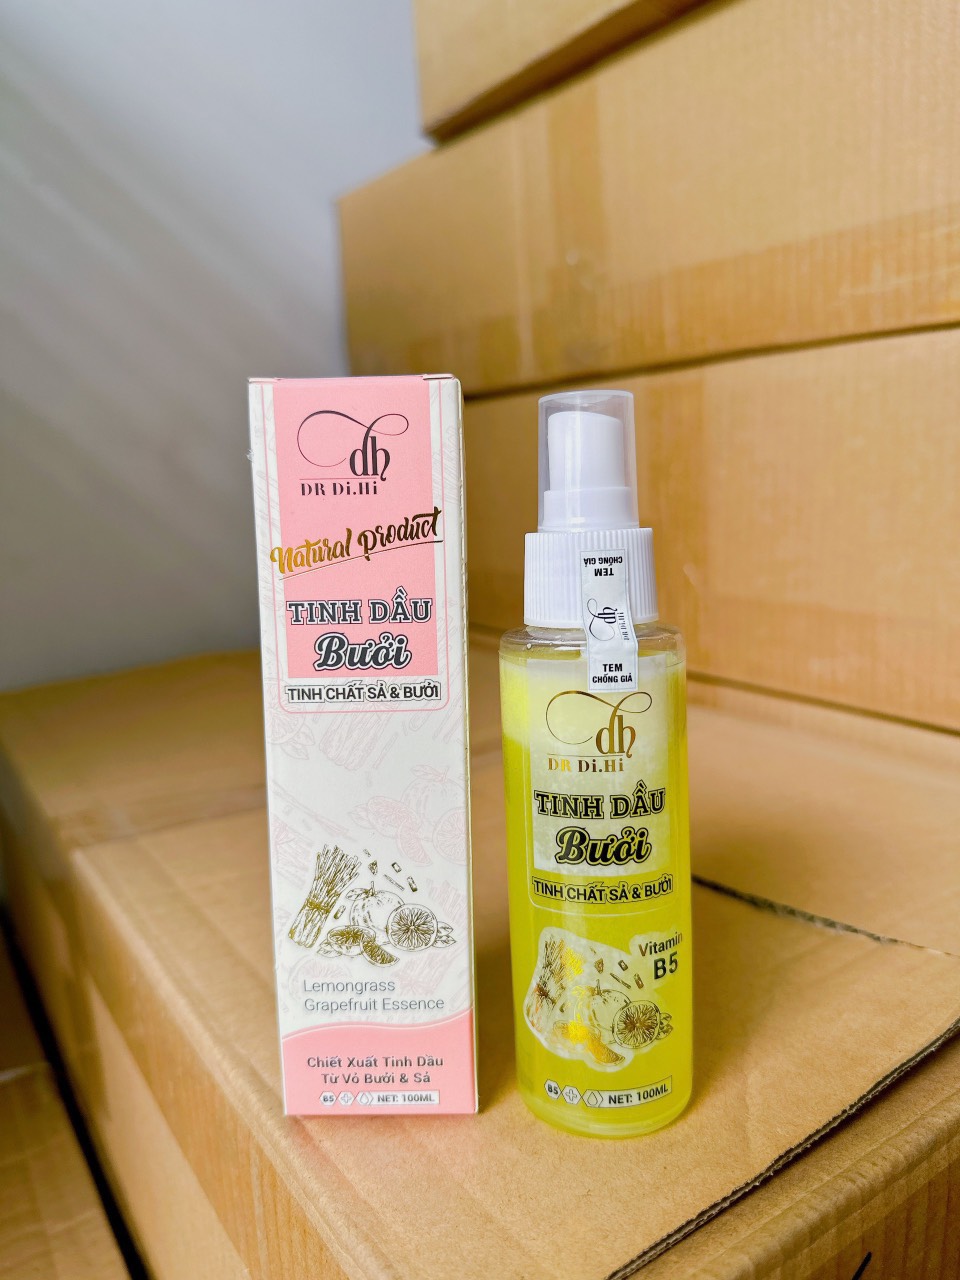 dh
DR Di.Hi
Natural Product
TINH DẦU
Bưởi
TINH CHẤT SẢ & BƯỞI
Lemongrass
Grapefruit Essence
Chiết Xuất Tinh Dầu
Từ Vỏ Bưởi & Sả
B5
NET: 100ML
TEM
CHỐNG GIẢ
dh
DR Di.Hi
TEM
CHỐNG GIẢ
dh
DR Di.Hi
TINH DẦU
Bưởi
TINH CHẤT SẢ & BƯỞI
Vitamin
B5
B5
NET: 100ML